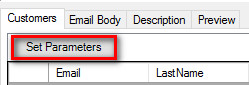 Customers Email Body Description Preview
Set Parameters
Email LastName